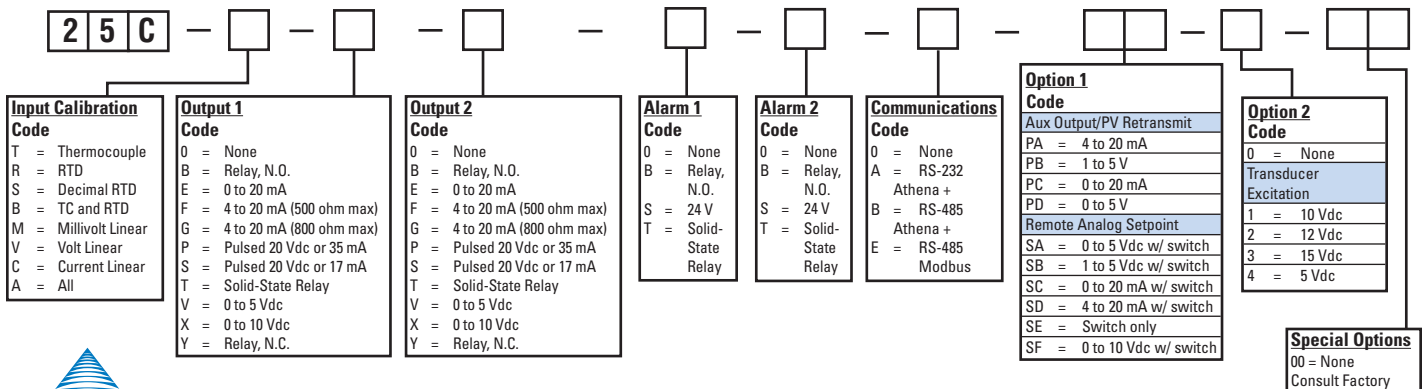 25C — — — — — — — —
Input Calibration
Code
T = Thermocouple
R = RTD
S = Decimal RTD
B = TC and RTD
M = Millivolt Linear
V = Volt Linear
C = Current Linear
A = All
Output 1
Code
0 = None
B = Relay, N.O.
E = 0 to 20 mA
F = 4 to 20 mA (500 ohm max)
G = 4 to 20 mA (800 ohm max)
P = Pulsed 20 Vdc or 35 mA
S = Pulsed 20 Vdc or 17 mA
T = Solid-State Relay
V = 0 to 5 Vdc
X = 0 to 10 Vdc
Y = Relay, N.C.
Output 2
Code
0 = None
B = Relay, N.O.
E = 0 to 20 mA
F = 4 to 20 mA (500 ohm max)
G = 4 to 20 mA (800 ohm max)
P = Pulsed 20 Vdc or 35 mA
S = Pulsed 20 Vdc or 17 mA
T = Solid-State Relay
V = 0 to 5 Vdc
X = 0 to 10 Vdc
Y = Relay, N.C.
Alarm 1
Code
0 = None
B = Relay,
N.O.
S = 24 V
T = Solid-
State
Relay
Alarm 2
Code
0 = None
B = Relay,
N.O.
S = 24 V
T = Solid-
State
Relay
Communications
Code
0 = None
A = RS-232
Athena +
B = RS-485
Athena +
E = RS-485
Modbus
Option 1
Code
Aux Output/PV Retransmit
PA = 4 to 20 mA
PB = 1 to 5 V
PC = 0 to 20 mA
PD = 0 to 5 V
Remote Analog Setpoint
SA = 0 to 5 Vdc w/ switch
SB = 1 to 5 Vdc w/ switch
SC = 0 to 20 mA w/ switch
SD = 4 to 20 mA w/ switch
SE = Switch only
SF = 0 to 10 Vdc w/ switch
Option 2
Code
0 = None
Transducer
Excitation
1 = 10 Vdc
2 = 12 Vdc
3 = 15 Vdc
4 = 5 Vdc
Special Options
00 = None
Consult Factory